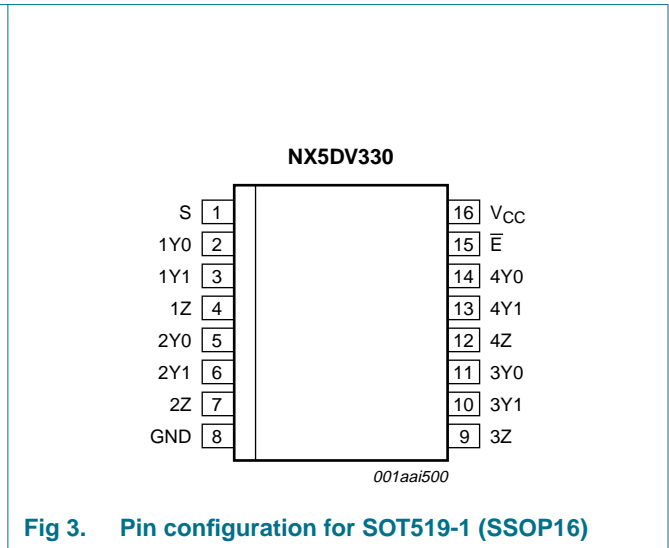 NX5DV330
S 1 16 VCC
1Y0 2 15 E̅
1Y1 3 14 4Y0
1Z 4 13 4Y1
2Y0 5 12 4Z
2Y1 6 11 3Y0
2Z 7 10 3Y1
GND 8 9 3Z
001aai500
Fig 3. Pin configuration for SOT519-1 (SSOP16)